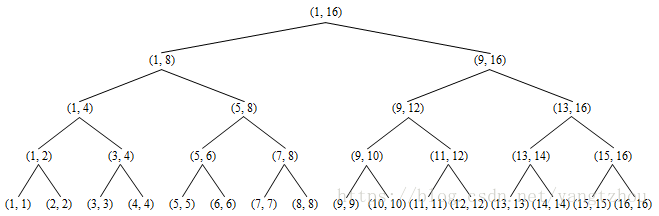 (1, 16)
(1, 8) (9, 16)
(1, 4) (5, 8) (9, 12) (13, 16)
(1, 2) (3, 4) (5, 6) (7, 8) (9, 10) (11, 12) (13, 14) (15, 16)
(1, 1) (2, 2) (3, 3) (4, 4) (5, 5) (6, 6) (7, 7) (8, 8) (9, 9) (10, 10) (11, 11) (12, 12) (13, 13) (14, 14) (15, 15) (16, 16)